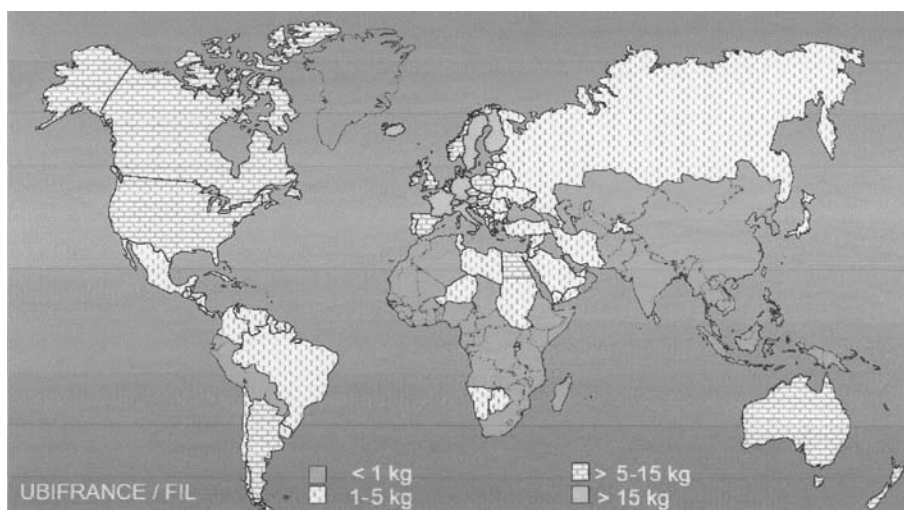 < 1 kg
> 5-15 kg
1-5 kg
> 15 kg
UBIFRANCE / FIL